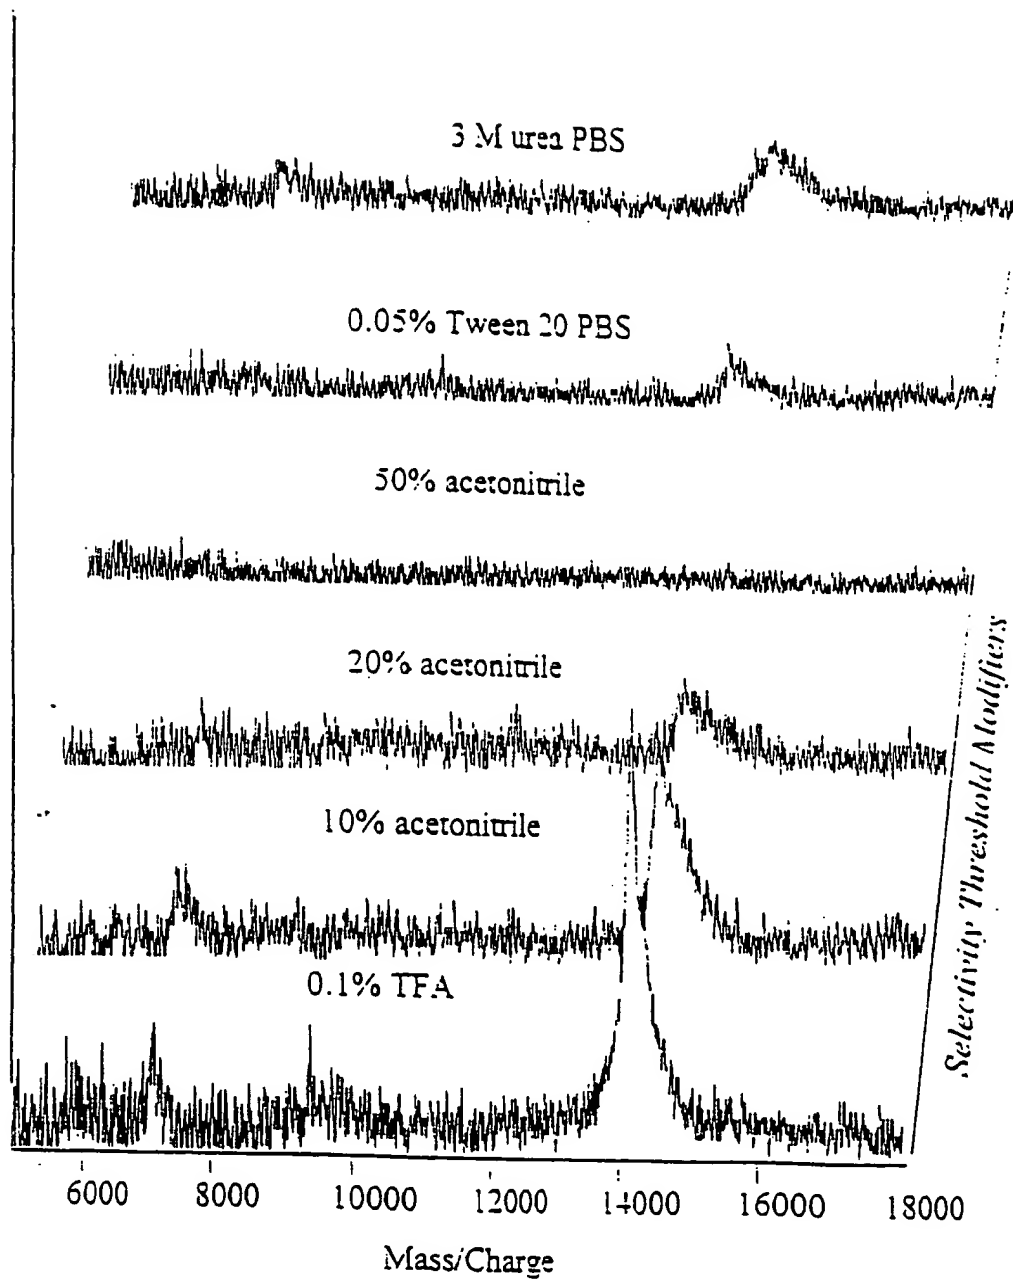 3 M urea PBS
0.05% Tween 20 PBS
50% acetonitrile
20% acetonitrile
10% acetonitrile
0.1% TFA
Selectivity Threshold Modifiers
6000 8000 10000 12000 14000 16000 18000
Mass/Charge